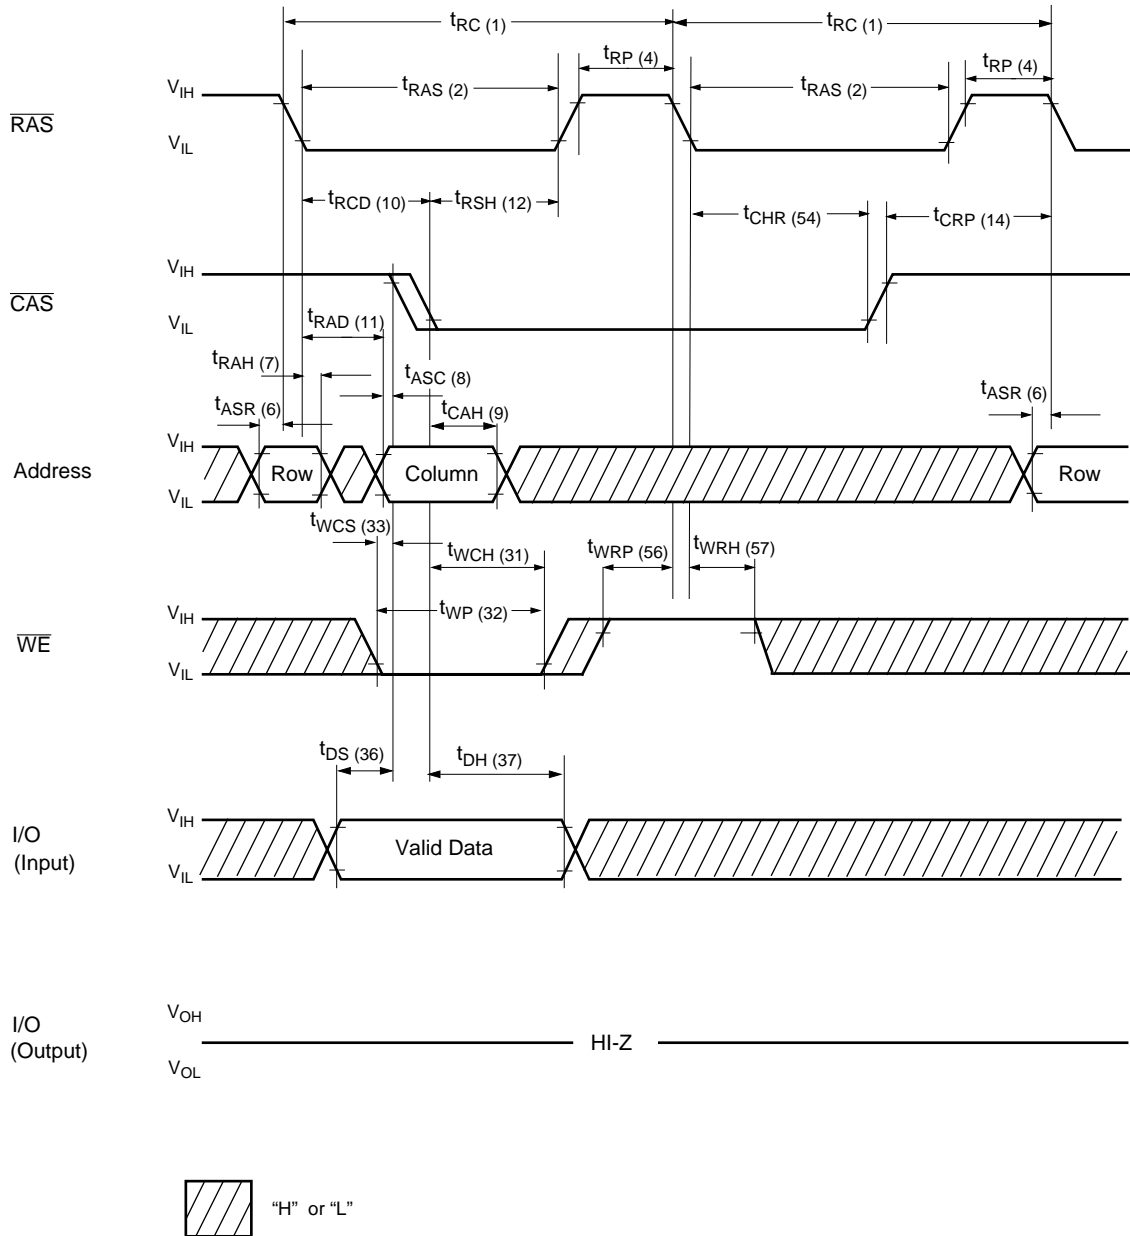 tRC (1) tRC (1)
tRP (4) tRP (4)
tRAS (2) tRAS (2)
VIH
RAS
VIL
tRCD (10) tRSH (12)
tCHR (54) tCRP (14)
VIH
CAS
VIL
tRAD (11)
tRAH (7)
tASC (8)
tASR (6) tCAH (9) tASR (6)
VIH
Address Row Column Row
VIL
tWCS (33)
tWCH (31) tWRP (56) tWRH (57)
tWP (32)
VIH
WE
VIL
tDS (36) tDH (37)
VIH
I/O
(Input) Valid Data
VIL
VOH
I/O
(Output) HI-Z
VOL
“H” or “L”